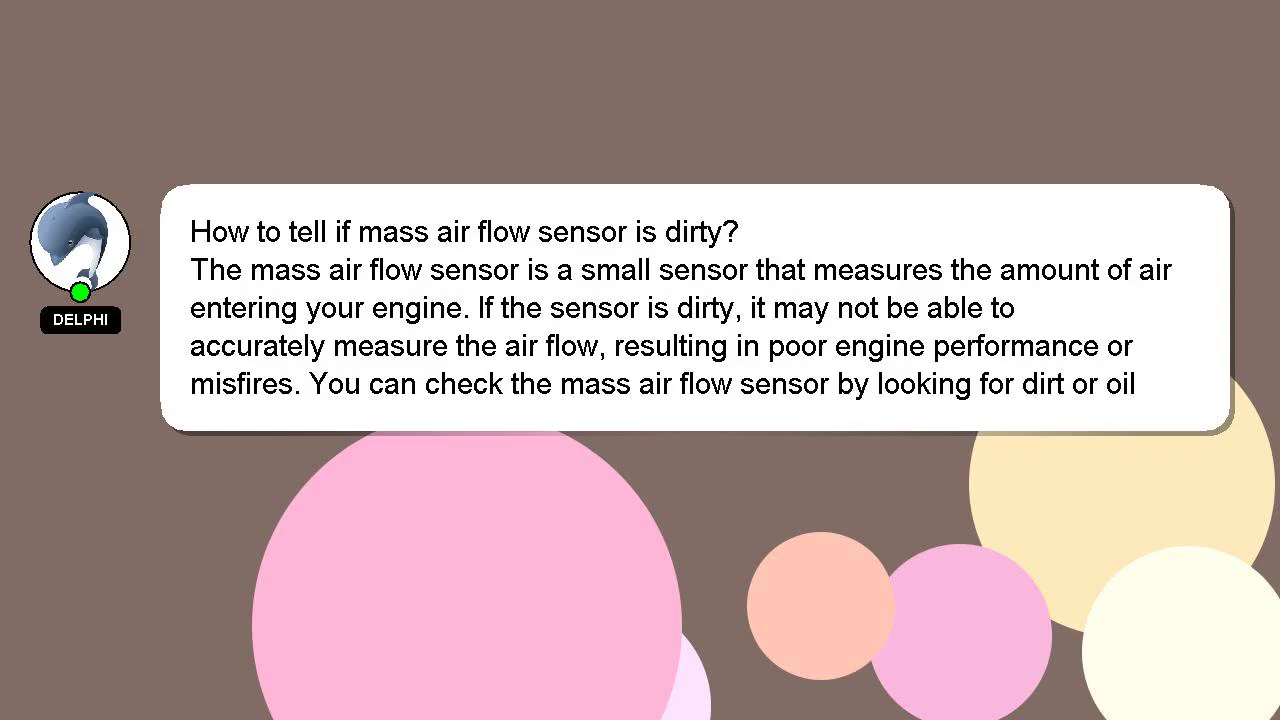 How to tell if mass air flow sensor is dirty?
The mass air flow sensor is a small sensor that measures the amount of air
entering your engine. If the sensor is dirty, it may not be able to
accurately measure the air flow, resulting in poor engine performance or
misfires. You can check the mass air flow sensor by looking for dirt or oil
DELPHI